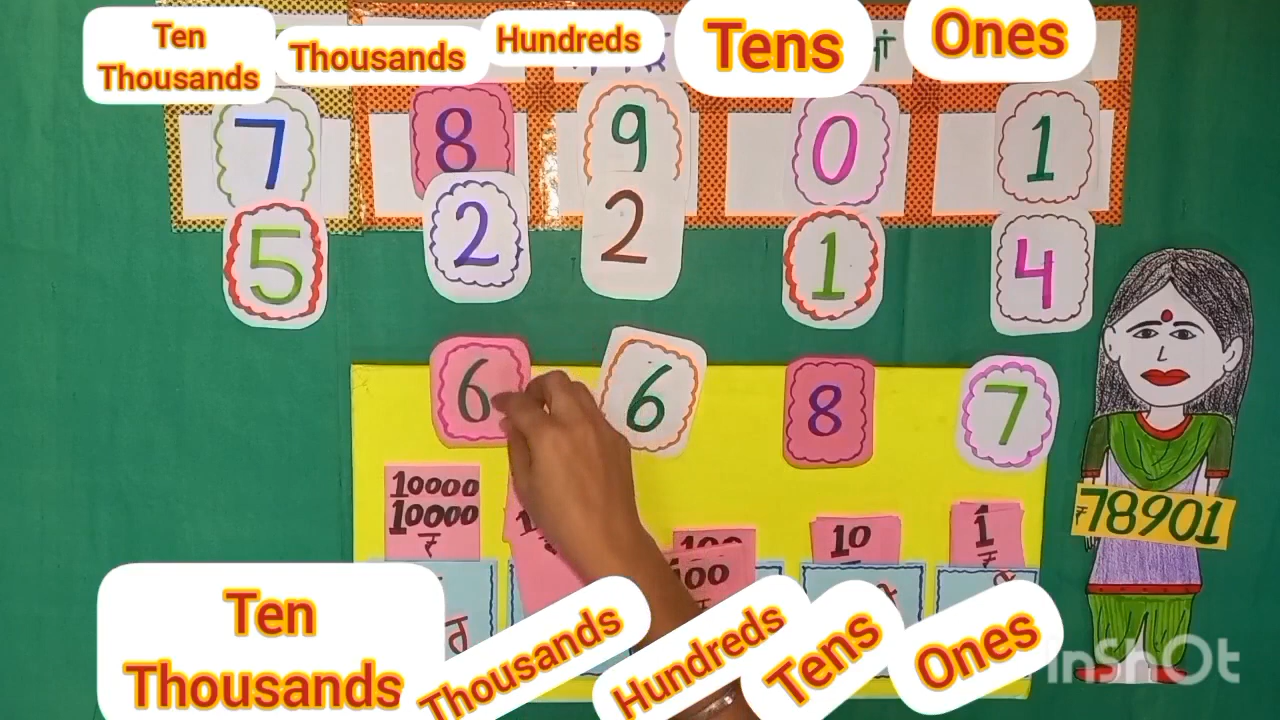 Ten
Thousands
Thousands
Hundreds
Tens
Ones
7 8 9 0 1
5 2 2 1 4
6 6 8 7
10000
10000
₹
100
100
10
1
₹
₹78901
Ten
Thousands
Thousands
Hundreds
Tens
Ones
InShOt